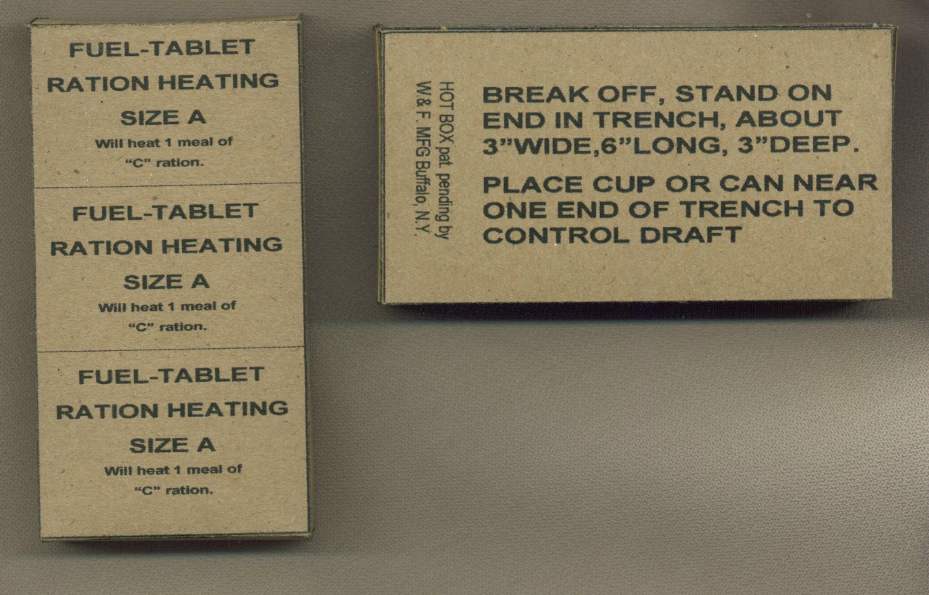 FUEL-TABLET
RATION HEATING
SIZE A
Will heat 1 meal of
“C” ration.
FUEL-TABLET
RATION HEATING
SIZE A
Will heat 1 meal of
“C” ration.
FUEL-TABLET
RATION HEATING
SIZE A
Will heat 1 meal of
“C” ration.
HOT BOX pat. pending by
W.& F. MFG Buffalo, N.Y.
BREAK OFF, STAND ON
END IN TRENCH, ABOUT
3”WIDE,6”LONG, 3”DEEP.
PLACE CUP OR CAN NEAR
ONE END OF TRENCH TO
CONTROL DRAFT